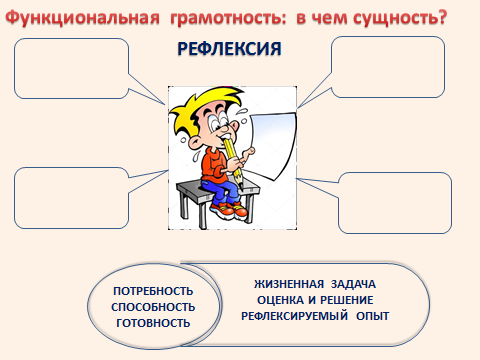 Функциональная грамотность: в чем сущность?
РЕФЛЕКСИЯ
ПОТРЕБНОСТЬ
СПОСОБНОСТЬ
ГОТОВНОСТЬ
ЖИЗНЕННАЯ ЗАДАЧА
ОЦЕНКА И РЕШЕНИЕ
РЕФЛЕКСИРУЕМЫЙ ОПЫТ